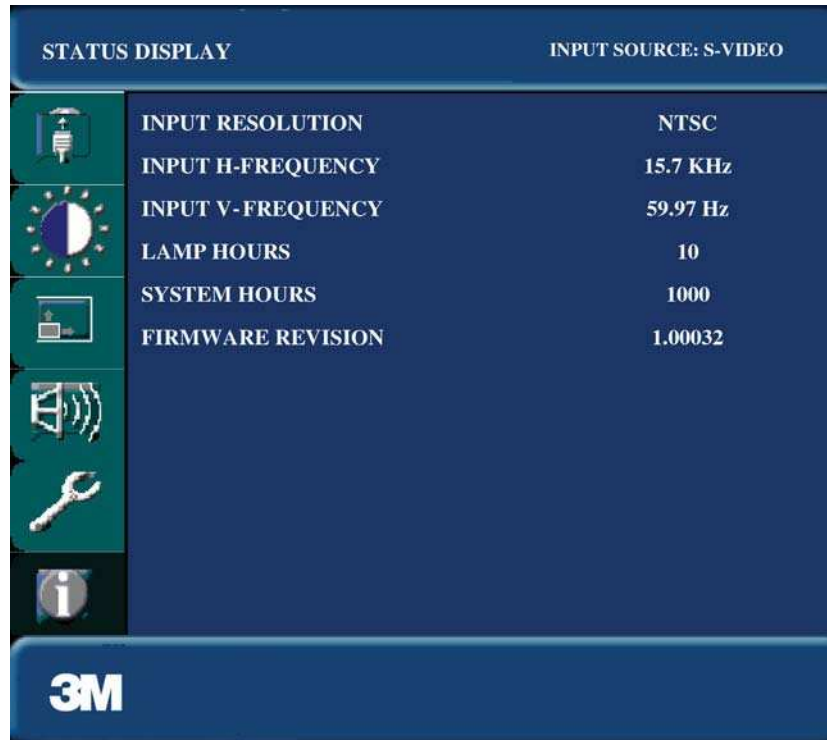 STATUS DISPLAY INPUT SOURCE: S-VIDEO
INPUT RESOLUTION NTSC
INPUT H-FREQUENCY 15.7 KHz
INPUT V-FREQUENCY 59.97 Hz
LAMP HOURS 10
SYSTEM HOURS 1000
FIRMWARE REVISION 1.00032
i
3M